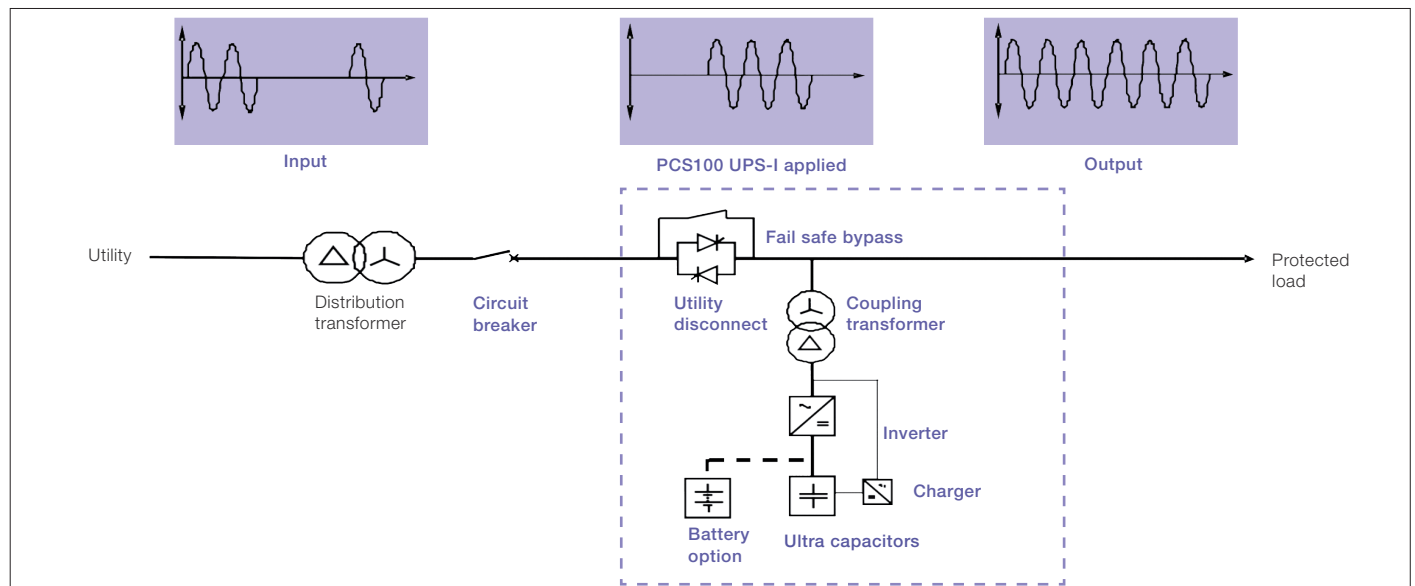 Input
PCS100 UPS-I applied
Output
Utility
Distribution
transformer
Circuit
breaker
Fail safe bypass
Utility
disconnect
Coupling
transformer
Protected
load
Inverter
Charger
Battery
option
Ultra capacitors